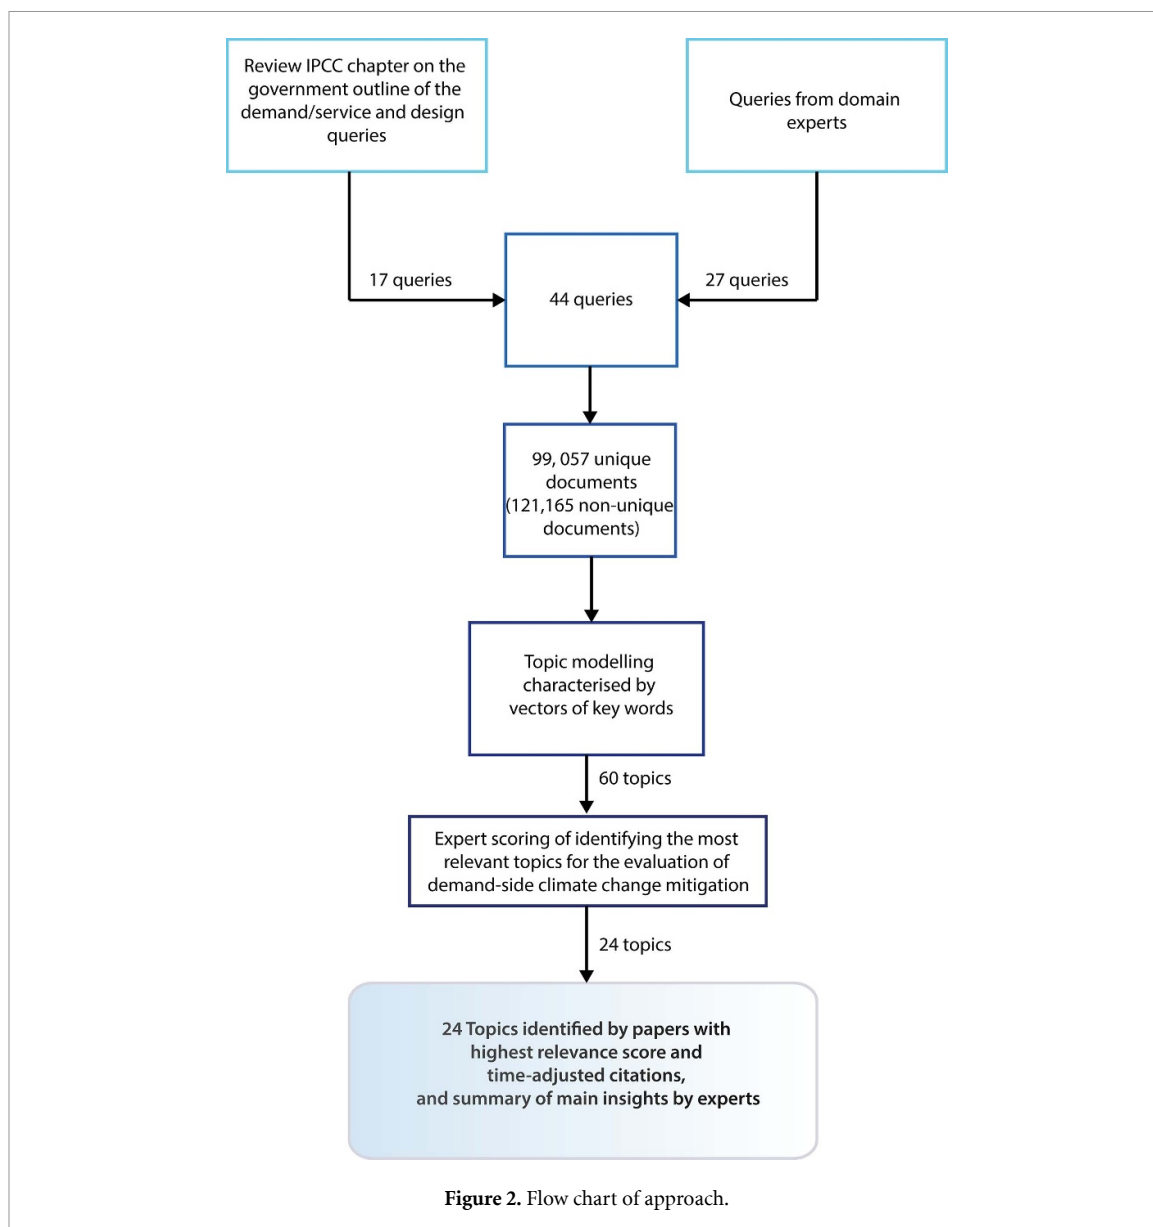 Review IPCC chapter on the
government outline of the
demand/service and design
queries
Queries from domain
experts
17 queries
44 queries
27 queries
99, 057 unique
documents
(121,165 non-unique
documents)
Topic modelling
characterised by
vectors of key words
60 topics
Expert scoring of identifying the most
relevant topics for the evaluation of
demand-side climate change mitigation
24 topics
24 Topics identified by papers with
highest relevance score and
time-adjusted citations,
and summary of main insights by experts
Figure 2. Flow chart of approach.